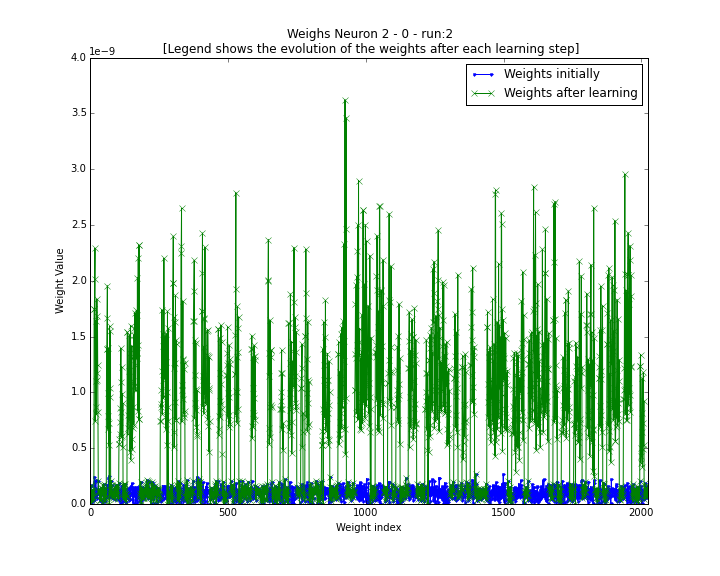 Weighs Neuron 2 - 0 - run:2
[Legend shows the evolution of the weights after each learning step]
1e−9
Weights initially
Weights after learning
4.0
3.5
3.0
2.5
2.0
1.5
1.0
0.5
0.0
Weight Value
0 500 1000 1500 2000
Weight index